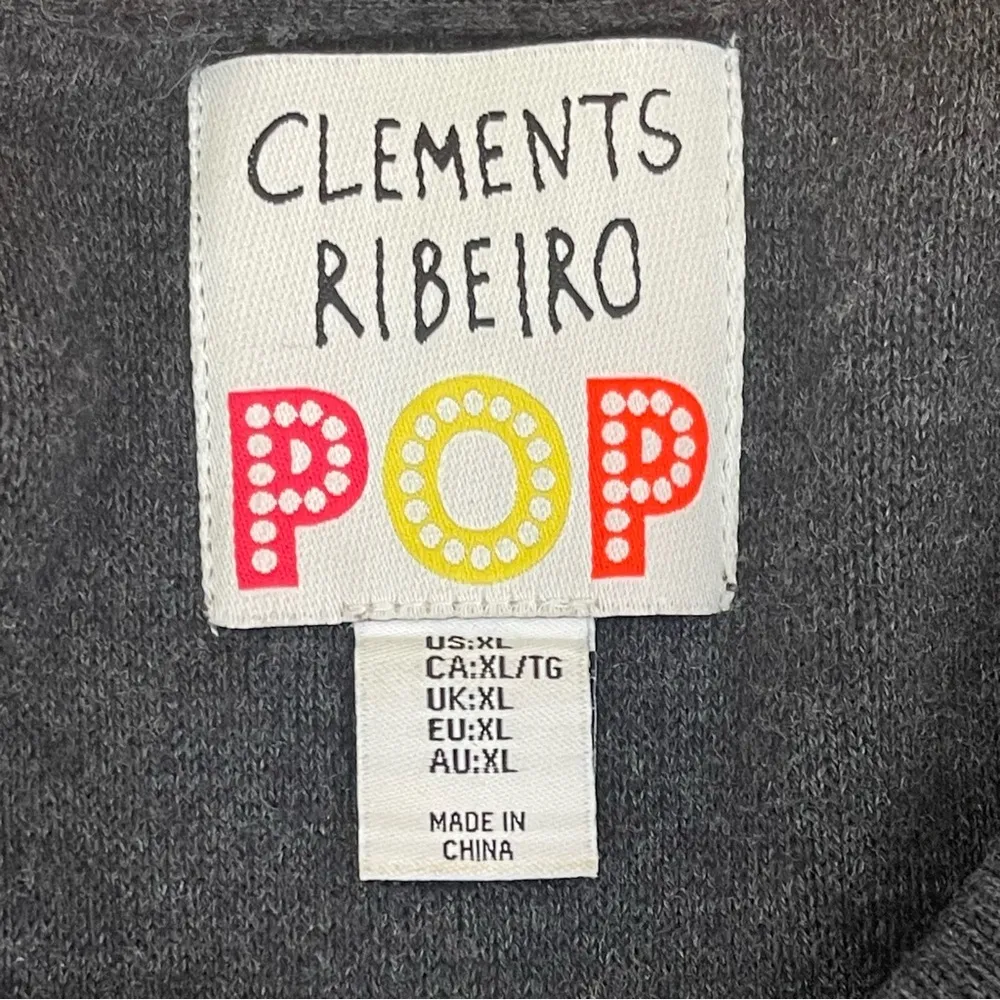 CLEMENTS
RIBEIRO
POP
US:XL
CA:XL/TG
UK:XL
EU:XL
AU:XL
MADE IN
CHINA